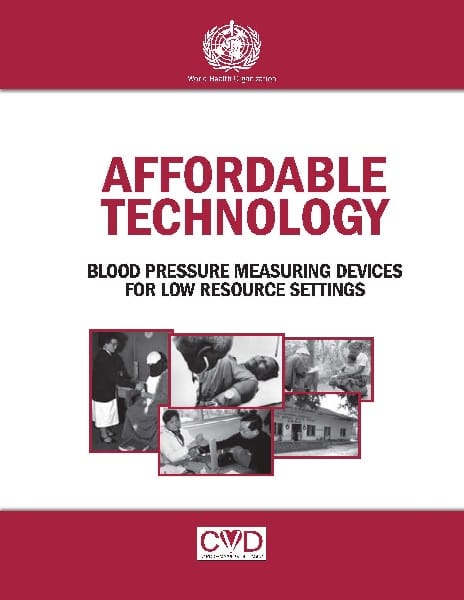 World Health Organization
AFFORDABLE
TECHNOLOGY
BLOOD PRESSURE MEASURING DEVICES
FOR LOW RESOURCE SETTINGS
CVD